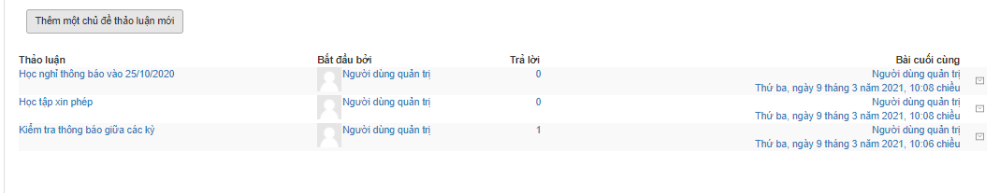 Thêm một chủ đề thảo luận mới
Thảo luận Bắt đầu bởi Trả lời Bài cuối cùng
Học nghỉ thông báo vào 25/10/2020 Người dùng quản trị 0 Người dùng quản trị
Thứ ba, ngày 9 tháng 3 năm 2021, 10:08 chiều
Học tập xin phép Người dùng quản trị 0 Người dùng quản trị
Thứ ba, ngày 9 tháng 3 năm 2021, 10:08 chiều
Kiểm tra thông báo giữa các kỳ Người dùng quản trị 1 Người dùng quản trị
Thứ ba, ngày 9 tháng 3 năm 2021, 10:06 chiều